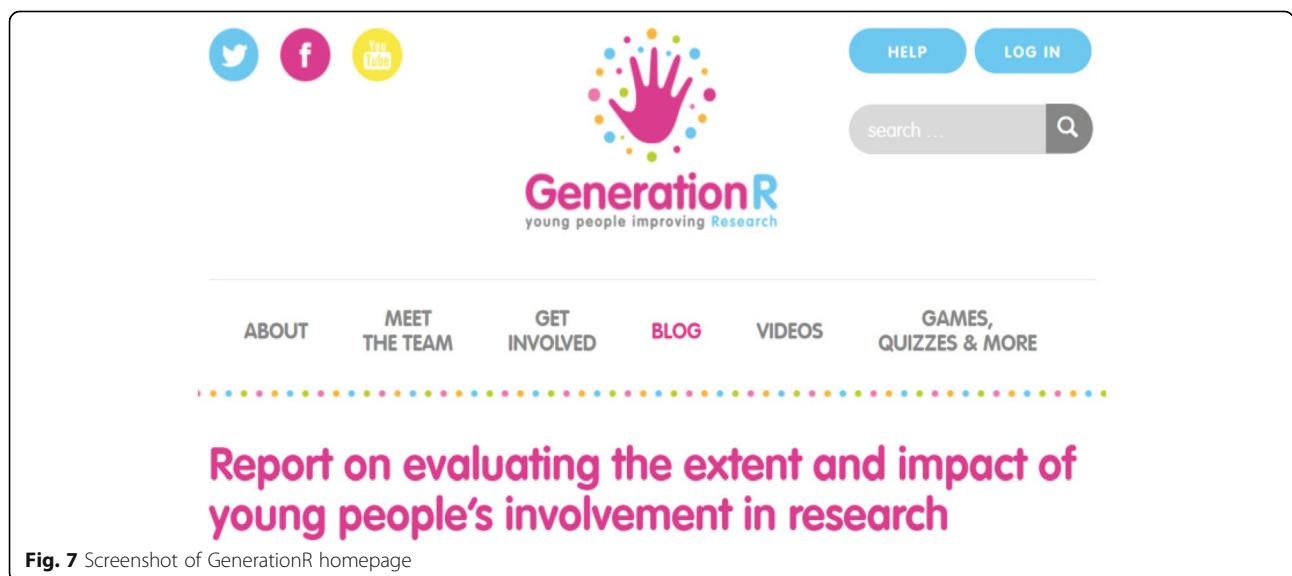 f
You
Tube
HELP
LOG IN
search ...
GenerationR
young people improving Research
ABOUT
MEET
THE TEAM
GET
INVOLVED
BLOG
VIDEOS
GAMES,
QUIZZES & MORE
Report on evaluating the extent and impact of
young people's involvement in research
Fig. 7 Screenshot of GenerationR homepage